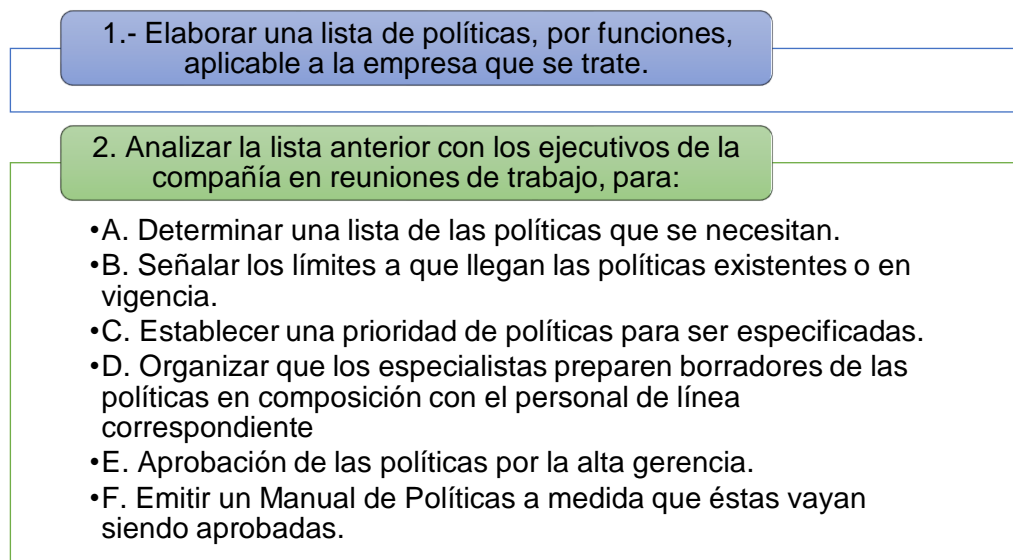 1.- Elaborar una lista de políticas, por funciones,
aplicable a la empresa que se trate.
2. Analizar la lista anterior con los ejecutivos de la
compañía en reuniones de trabajo, para:
•A. Determinar una lista de las políticas que se necesitan.
•B. Señalar los límites a que llegan las políticas existentes o en
vigencia.
•C. Establecer una prioridad de políticas para ser especificadas.
•D. Organizar que los especialistas preparen borradores de las
políticas en composición con el personal de línea
correspondiente
•E. Aprobación de las políticas por la alta gerencia.
•F. Emitir un Manual de Políticas a medida que éstas vayan
siendo aprobadas.